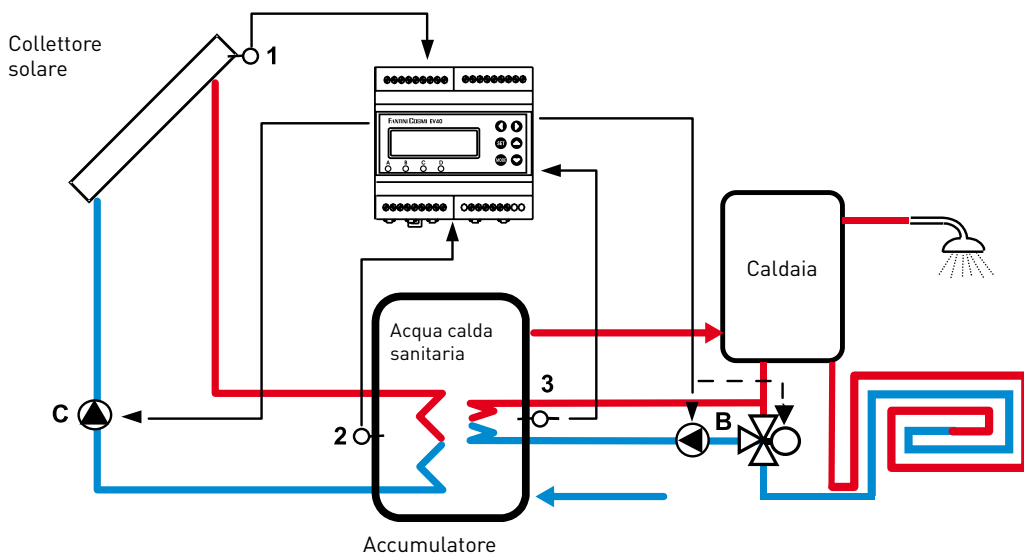 Collettore
solare
1
FANTINI COSMI EV40
SET
MODE
A B C D
Caldaia
Acqua calda
sanitaria
3
C
2
B
Accumulatore